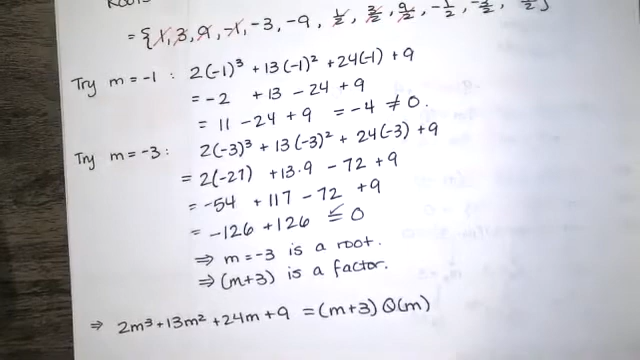 = {1, 3, 9, -1, -3, -9, 1/2, 3/2, 9/2, -1/2, -3/2,
Try m = -1 : 2(-1)³ + 13(-1)² + 24(-1) + 9
= -2 + 13 - 24 + 9
= 11 - 24 + 9 = -4 ≠ 0.
Try m = -3 : 2(-3)³ + 13(-3)² + 24(-3) + 9
= 2(-27) + 13·9 - 72 + 9
= -54 + 117 - 72 + 9
= -126 + 126 = 0
⇒ m = -3 is a root.
⇒ (m+3) is a factor.
⇒ 2m³ + 13m² + 24m + 9 = (m+3) Q(m)